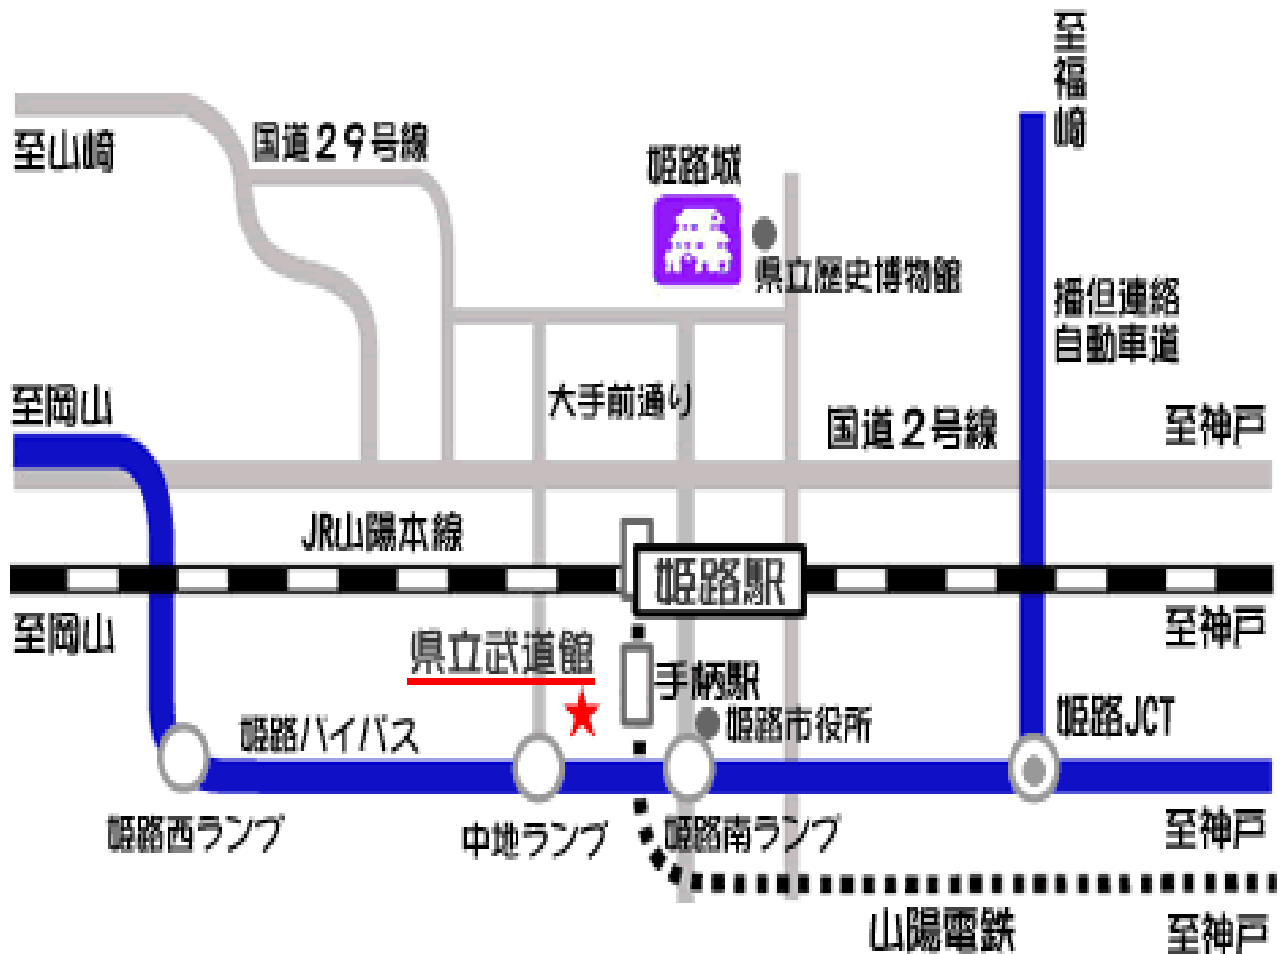 至福崎
至山崎
国道29号線
姫路城
県立歴史博物館
播但連絡
自動車道
至岡山
大手前通り
国道2号線
至神戸
JR山陽本線
姫路駅
至岡山
至神戸
県立武道館
手柄駅
姫路バイパス
姫路市役所
姫路JCT
姫路西ランプ
中地ランプ
姫路南ランプ
至神戸
山陽電鉄
至神戸